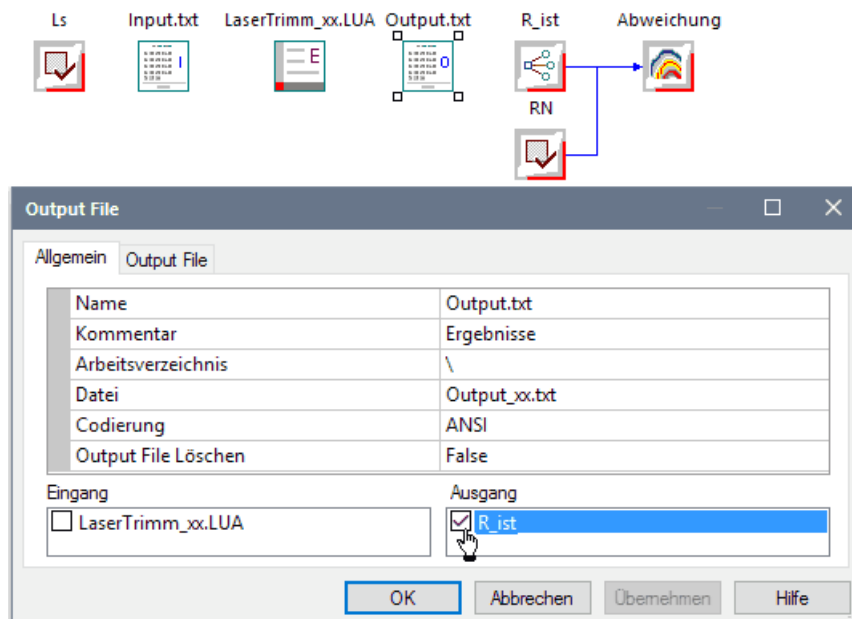 Ls Input.txt LaserTrimm_xx.LUA Output.txt R_ist Abweichung
I E O
RN
Output File
Allgemein Output File
Name Output.txt
Kommentar Ergebnisse
Arbeitsverzeichnis \
Datei Output_xx.txt
Codierung ANSI
Output File Löschen False
Eingang Ausgang
LaserTrimm_xx.LUA R_ist
OK Abbrechen Übernehmen Hilfe